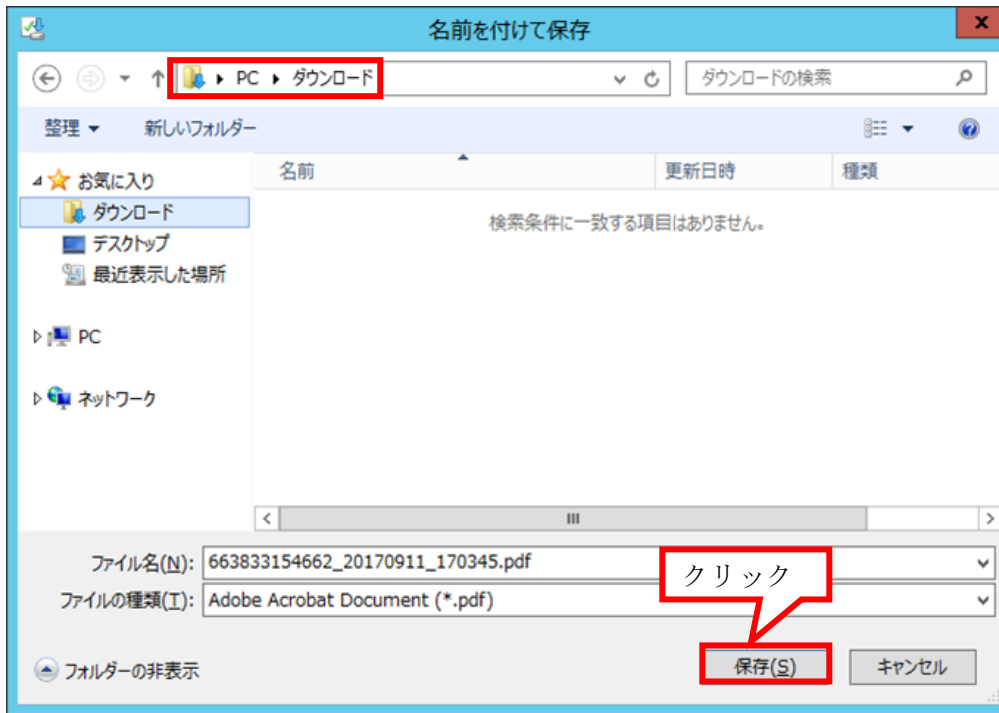 名前を付けて保存
x
PC ダウンロード
ダウンロードの検索
整理 新しいフォルダー
お気に入り
ダウンロード
デスクトップ
最近表示した場所
PC
ネットワーク
名前 更新日時 種類
検索条件に一致する項目はありません。
ファイル名(N): 663833154662_20170911_170345.pdf
ファイルの種類(T): Adobe Acrobat Document (*.pdf)
クリック
フォルダーの非表示
保存(S) キャンセル